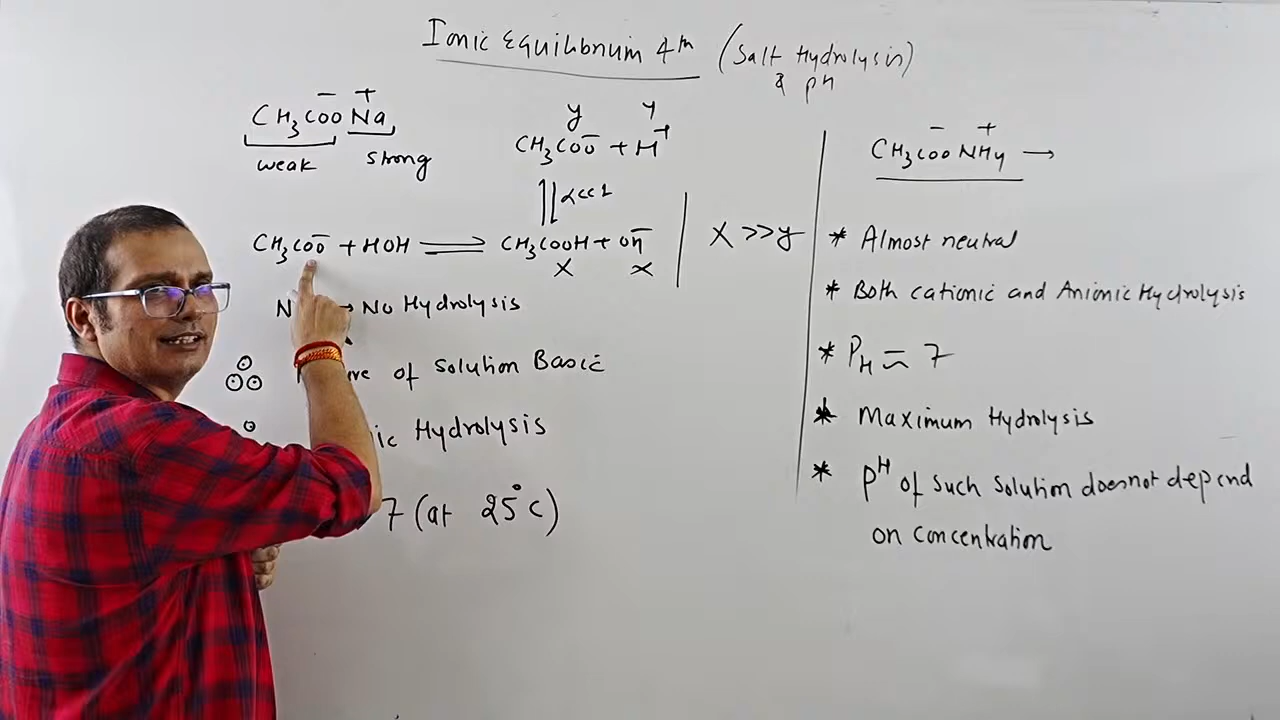 Ionic Equilibrium 4th (Salt Hydrolysis)
& pH
− +
CH3COO Na
weak strong
y y
CH3COO− + H+
α<<1
CH3COO− + HOH ⇌ CH3COOH + OH−
x x
x >> y
→ No Hydrolysis
of solution Basic
Hydrolysis
7 (at 25°C)
− +
CH3COO NH4 →
* Almost neutral
* Both cationic and Anionic Hydrolysis
* PH ≈ 7
* Maximum Hydrolysis
* pH of such solution doesnot depend
on concentration